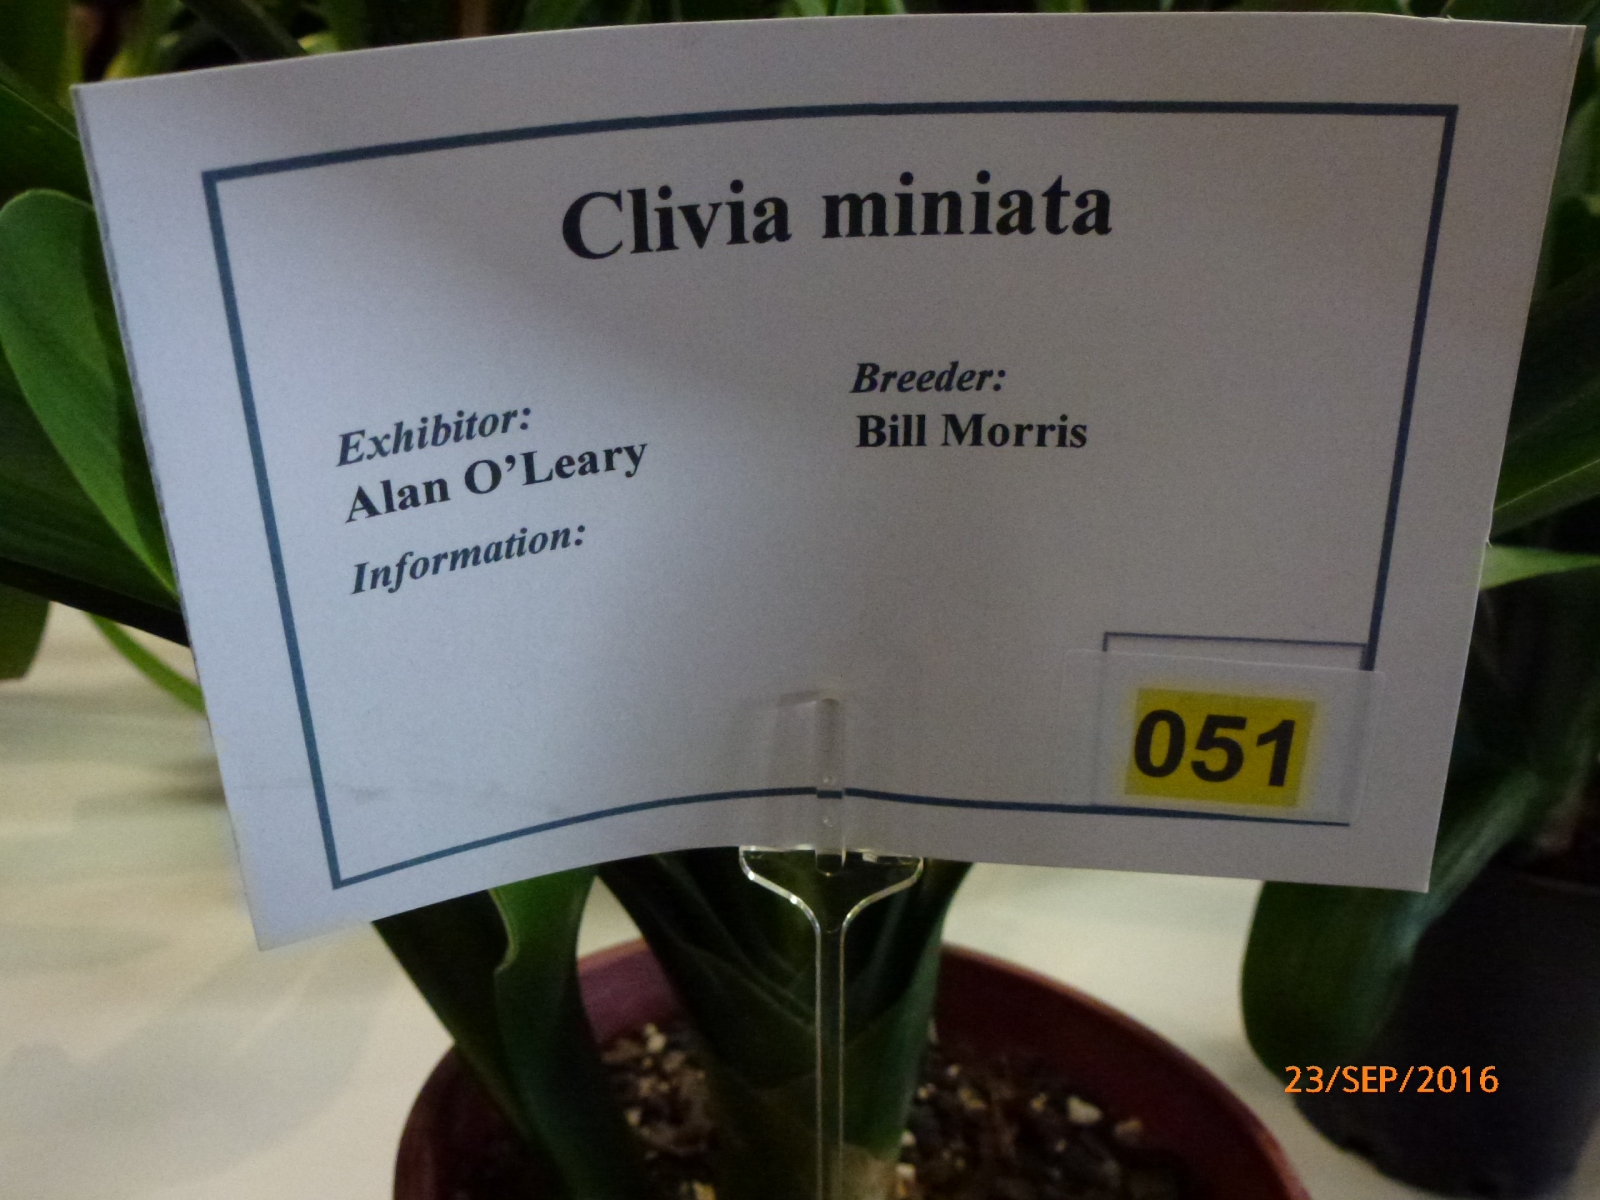 Clivia miniata
Exhibitor:
Alan O’Leary
Breeder:
Bill Morris
Information:
051
23/SEP/2016